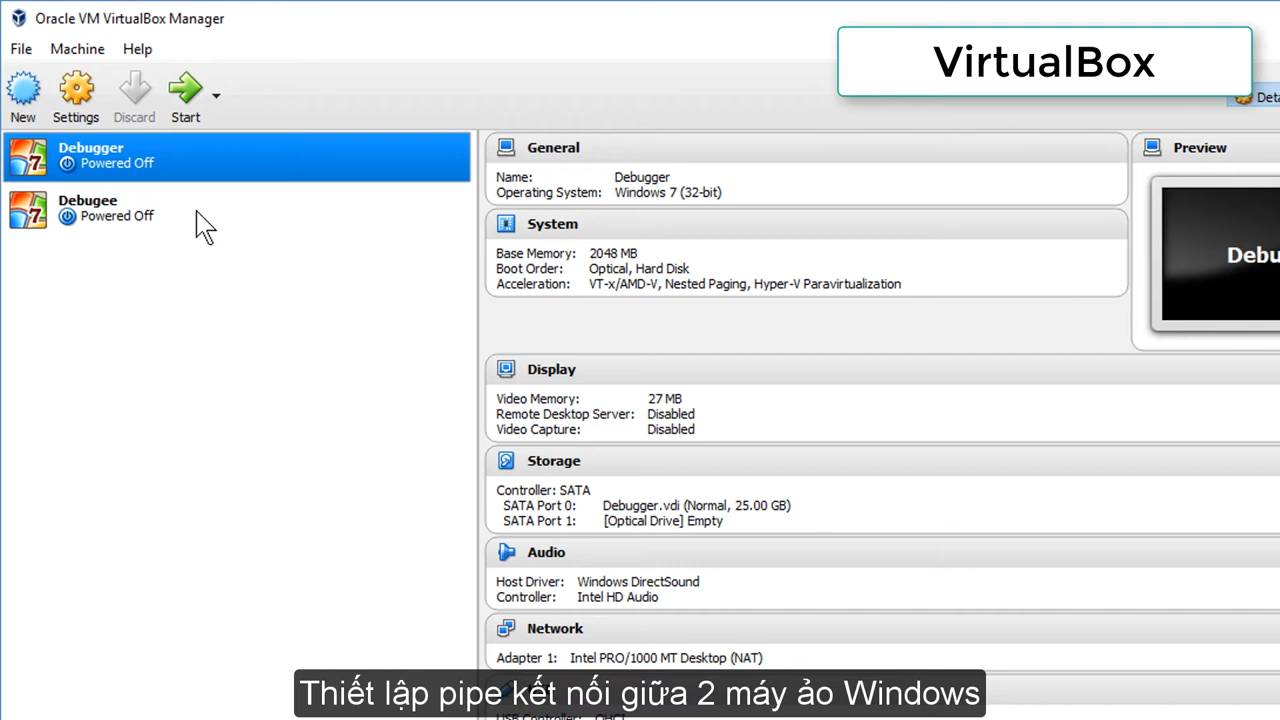 Oracle VM VirtualBox Manager
File Machine Help
VirtualBox
New Settings Discard Start
Debugger
Powered Off
Debugee
Powered Off
General
Name: Debugger
Operating System: Windows 7 (32-bit)
System
Base Memory: 2048 MB
Boot Order: Optical, Hard Disk
Acceleration: VT-x/AMD-V, Nested Paging, Hyper-V Paravirtualization
Preview
Debu
Display
Video Memory: 27 MB
Remote Desktop Server: Disabled
Video Capture: Disabled
Storage
Controller: SATA
SATA Port 0: Debugger.vdi (Normal, 25.00 GB)
SATA Port 1: [Optical Drive] Empty
Audio
Host Driver: Windows DirectSound
Controller: Intel HD Audio
Network
Adapter 1: Intel PRO/1000 MT Desktop (NAT)
Thiết lập pipe kết nối giữa 2 máy ảo Windows